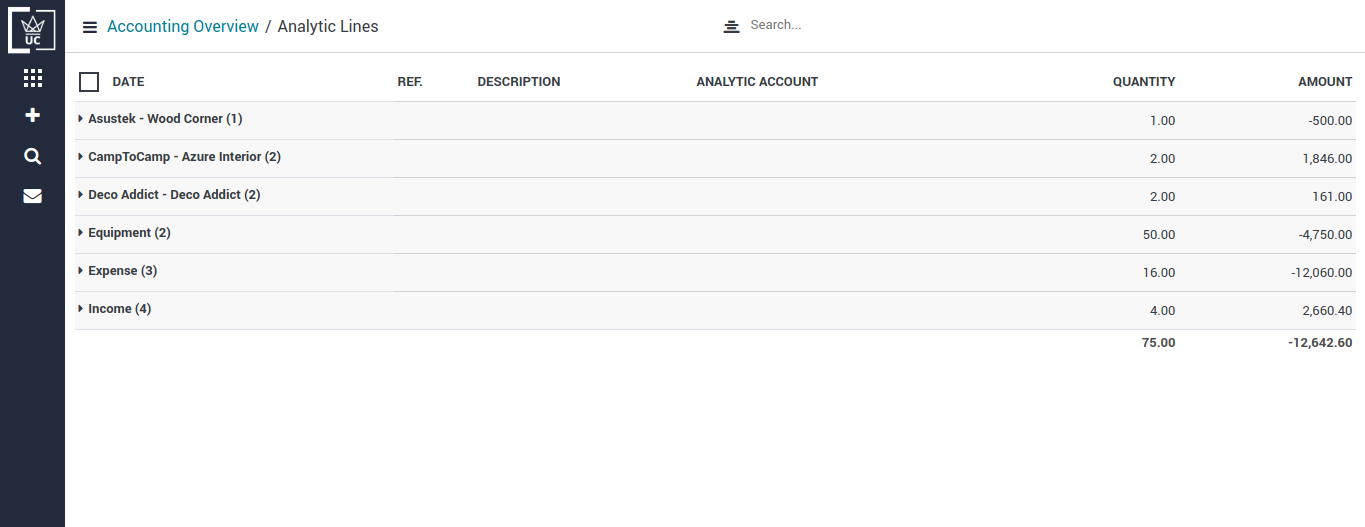 UC
Accounting Overview / Analytic Lines
Search...
DATE REF. DESCRIPTION ANALYTIC ACCOUNT QUANTITY AMOUNT
Asustek - Wood Corner (1) 1.00 -500.00
CampToCamp - Azure Interior (2) 2.00 1,846.00
Deco Addict - Deco Addict (2) 2.00 161.00
Equipment (2) 50.00 -4,750.00
Expense (3) 16.00 -12,060.00
Income (4) 4.00 2,660.40
75.00 -12,642.60